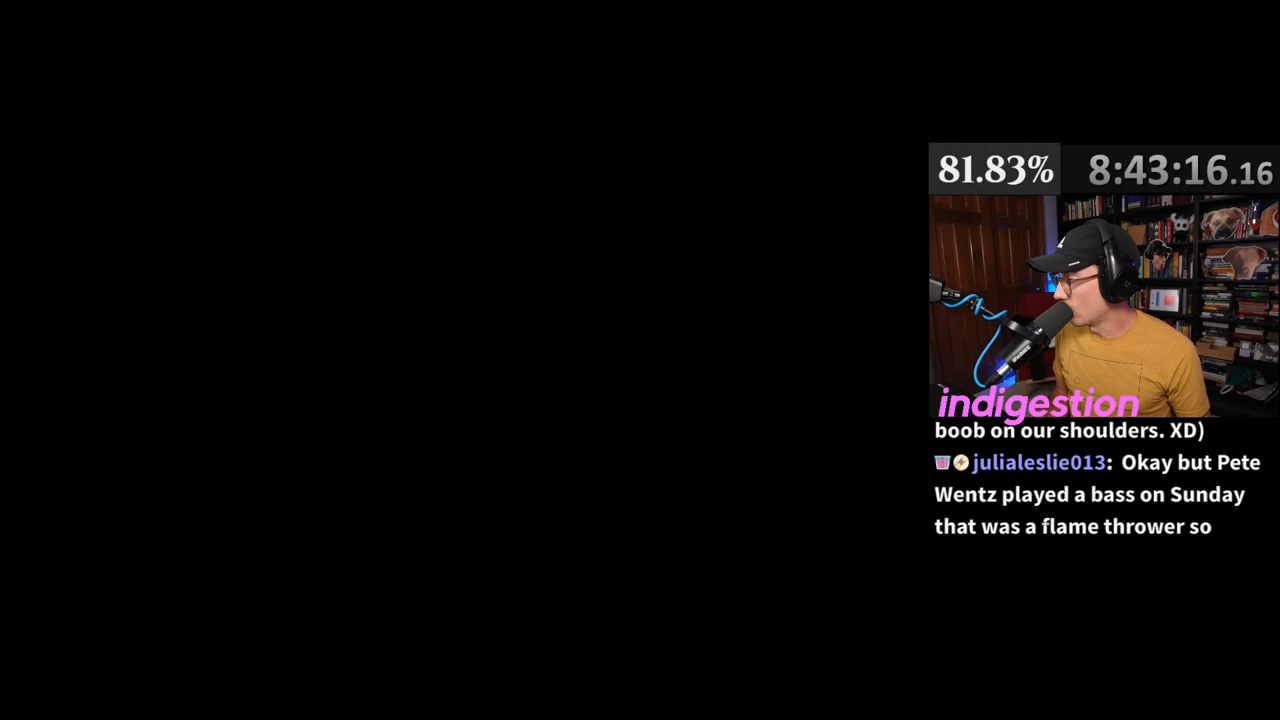 81.83% 8:43:16.16
indigestion
boob on our shoulders. XD)
julialeslie013: Okay but Pete
Wentz played a bass on Sunday
that was a flame thrower so